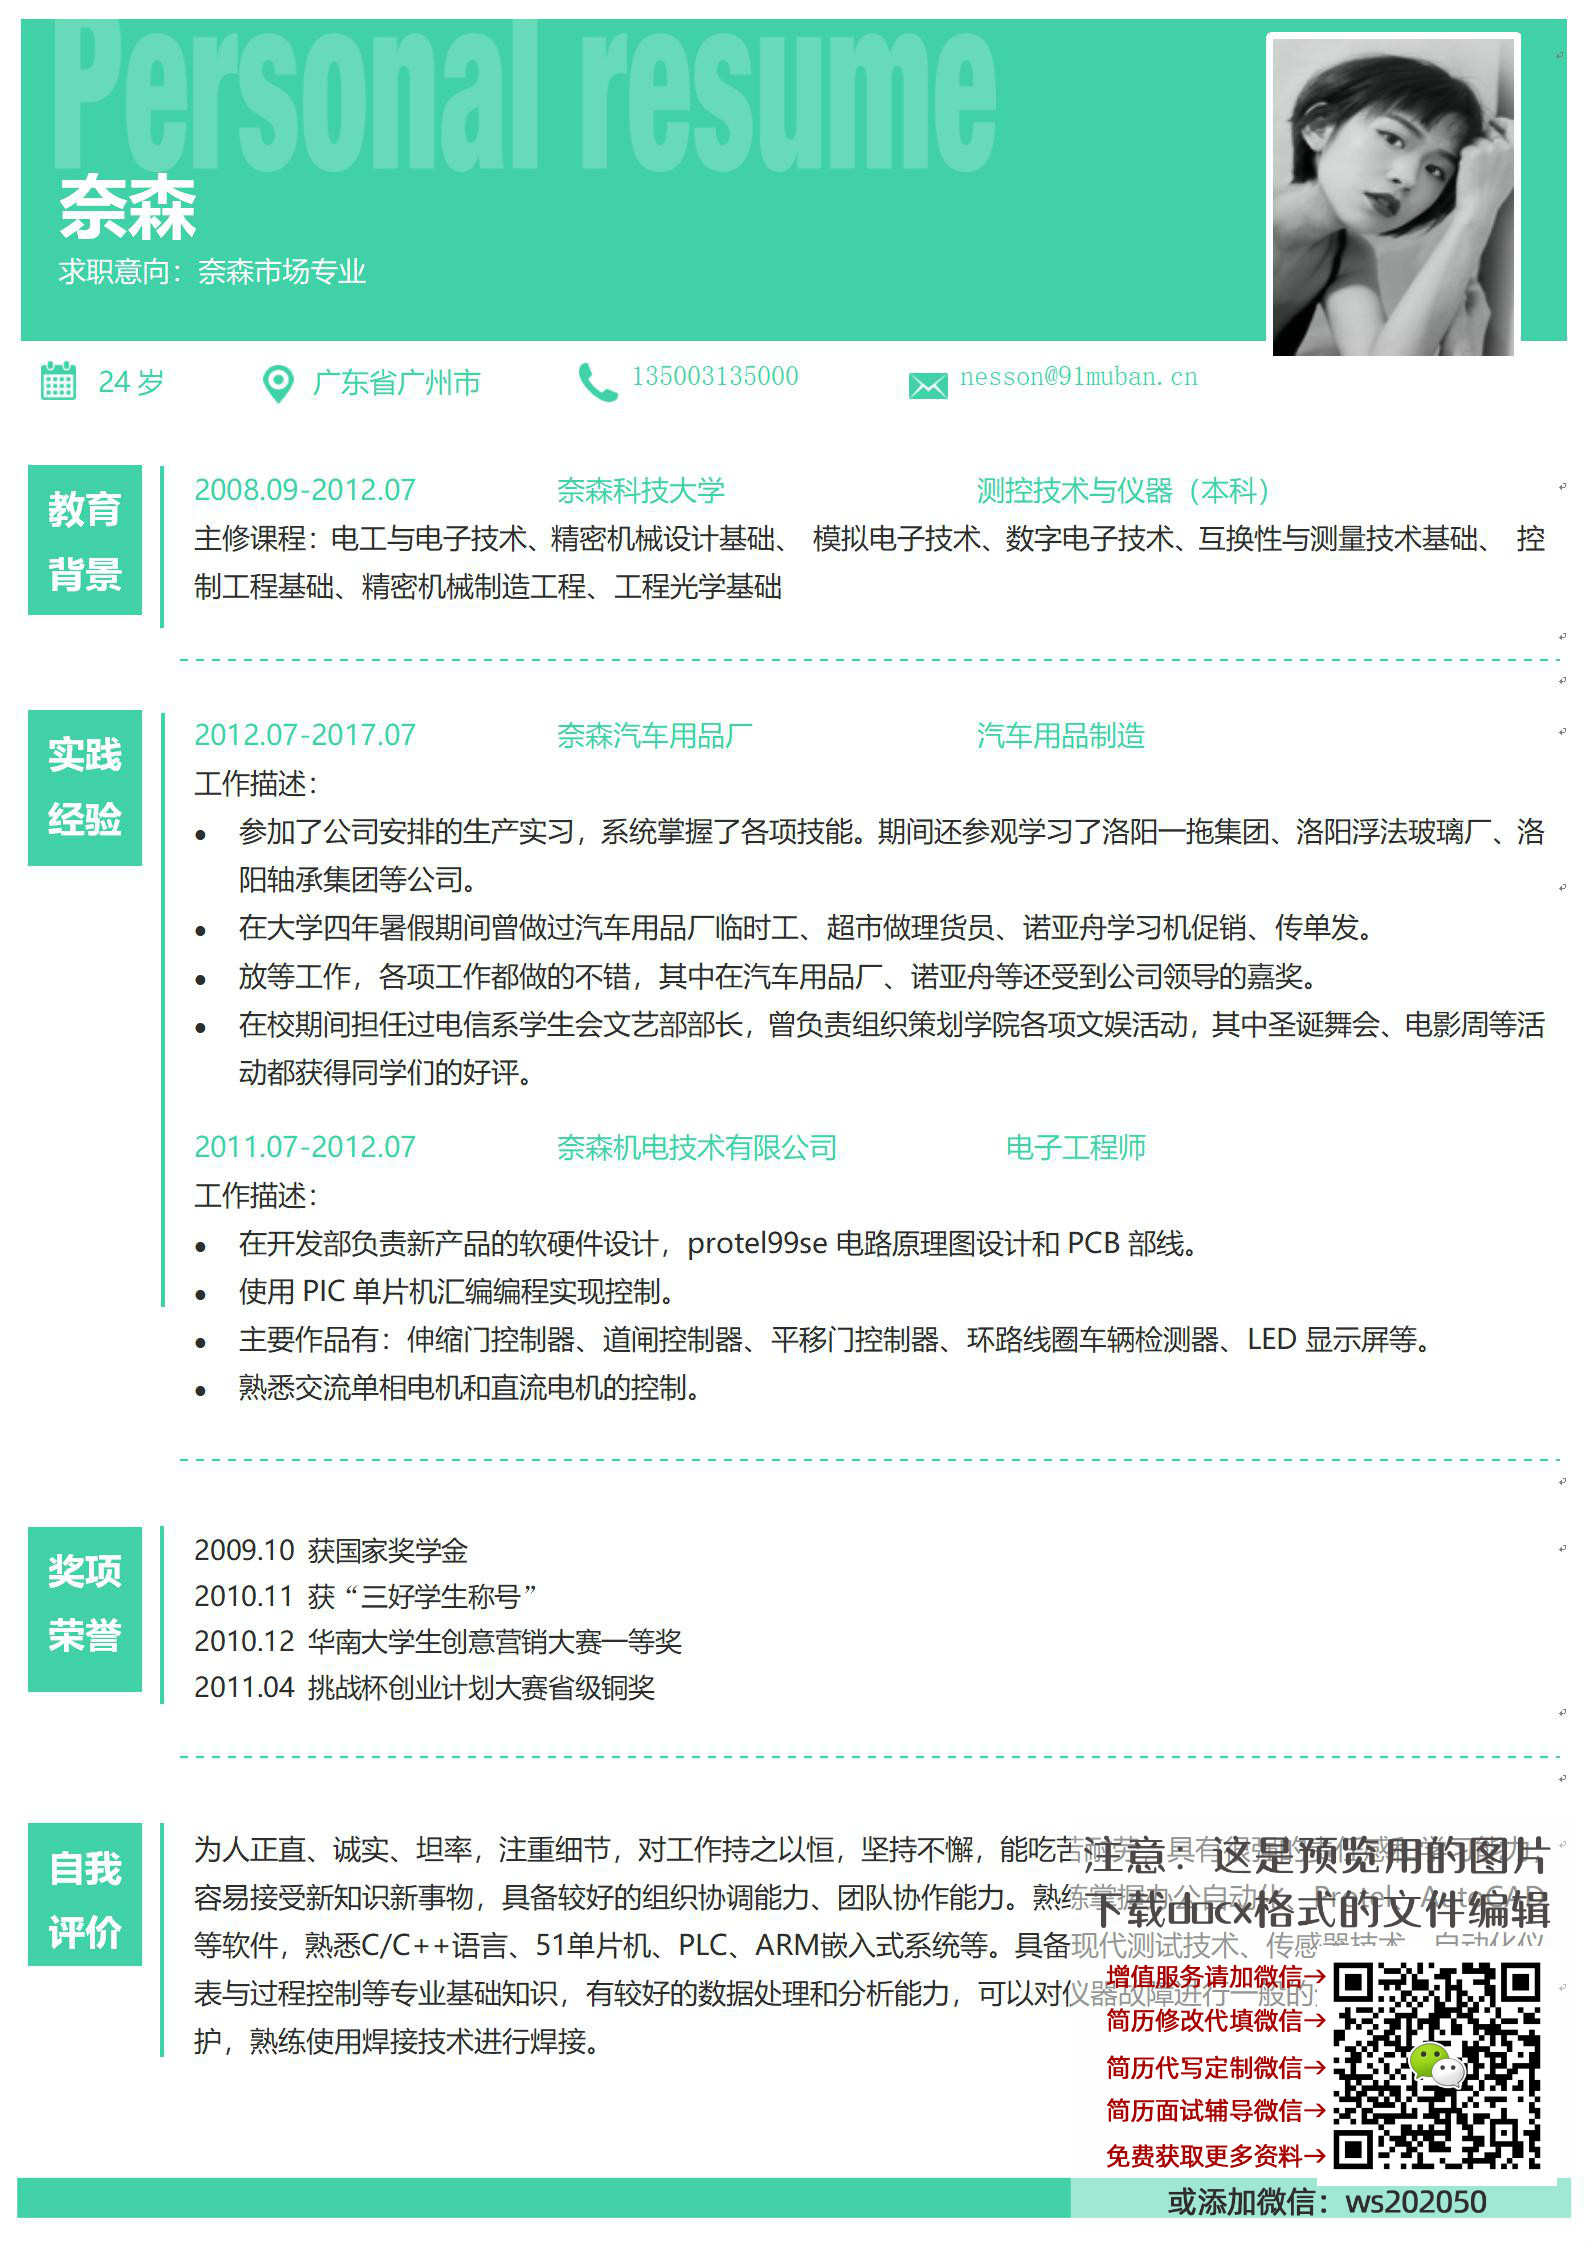 Personal resume
奈森
求职意向：奈森市场专业
24 岁 广东省广州市 135003135000 nesson@91muban.cn
教育
背景
2008.09-2012.07 奈森科技大学 测控技术与仪器（本科）
主修课程：电工与电子技术、精密机械设计基础、 模拟电子技术、数字电子技术、互换性与测量技术基础、 控
制工程基础、精密机械制造工程、工程光学基础
实践
经验
2012.07-2017.07 奈森汽车用品厂 汽车用品制造
工作描述：
● 参加了公司安排的生产实习，系统掌握了各项技能。期间还参观学习了洛阳一拖集团、洛阳浮法玻璃厂、洛
阳轴承集团等公司。
● 在大学四年暑假期间曾做过汽车用品厂临时工、超市做理货员、诺亚舟学习机促销、传单发。
● 放等工作，各项工作都做的不错，其中在汽车用品厂、诺亚舟等还受到公司领导的嘉奖。
● 在校期间担任过电信系学生会文艺部部长，曾负责组织策划学院各项文娱活动，其中圣诞舞会、电影周等活
动都获得同学们的好评。
2011.07-2012.07 奈森机电技术有限公司 电子工程师
工作描述：
● 在开发部负责新产品的软硬件设计，protel99se 电路原理图设计和 PCB 部线。
● 使用 PIC 单片机汇编编程实现控制。
● 主要作品有：伸缩门控制器、道闸控制器、平移门控制器、环路线圈车辆检测器、LED 显示屏等。
● 熟悉交流单相电机和直流电机的控制。
奖项
荣誉
2009.10 获国家奖学金
2010.11 获“三好学生称号”
2010.12 华南大学生创意营销大赛一等奖
2011.04 挑战杯创业计划大赛省级铜奖
自我
评价
为人正直、诚实、坦率，注重细节，对工作持之以恒，坚持不懈，能吃苦耐劳，具有很强的责任感和学习能力，
容易接受新知识新事物，具备较好的组织协调能力、团队协作能力。熟练掌握办公自动化、Protel、AutoCAD
等软件，熟悉C/C++语言、51单片机、PLC、ARM嵌入式系统等。具备现代测试技术、传感器技术、自动化仪
表与过程控制等专业基础知识，有较好的数据处理和分析能力，可以对仪器故障进行一般的
护，熟练使用焊接技术进行焊接。
注意：这是预览用的图片
下载docx格式的文件编辑
增值服务请加微信→
简历修改代填微信→
简历代写定制微信→
简历面试辅导微信→
免费获取更多资料→
或添加微信：ws202050